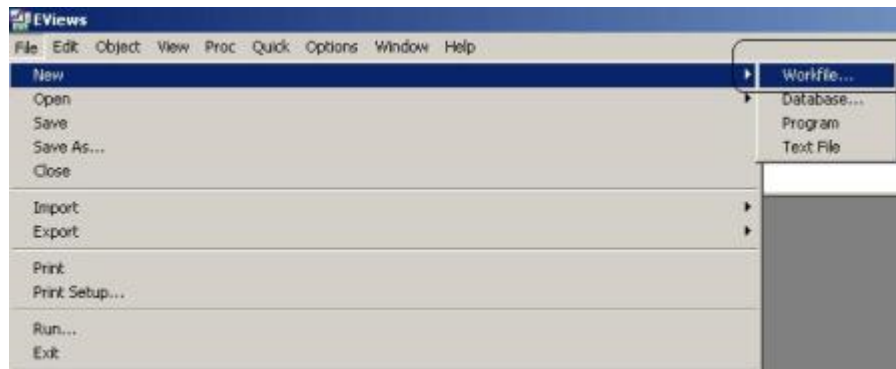 EViews
File Edit Object View Proc Quick Options Window Help
New
Open
Save
Save As...
Close
Import
Export
Print
Print Setup...
Run...
Exit
Workfile...
Database...
Program
Text File